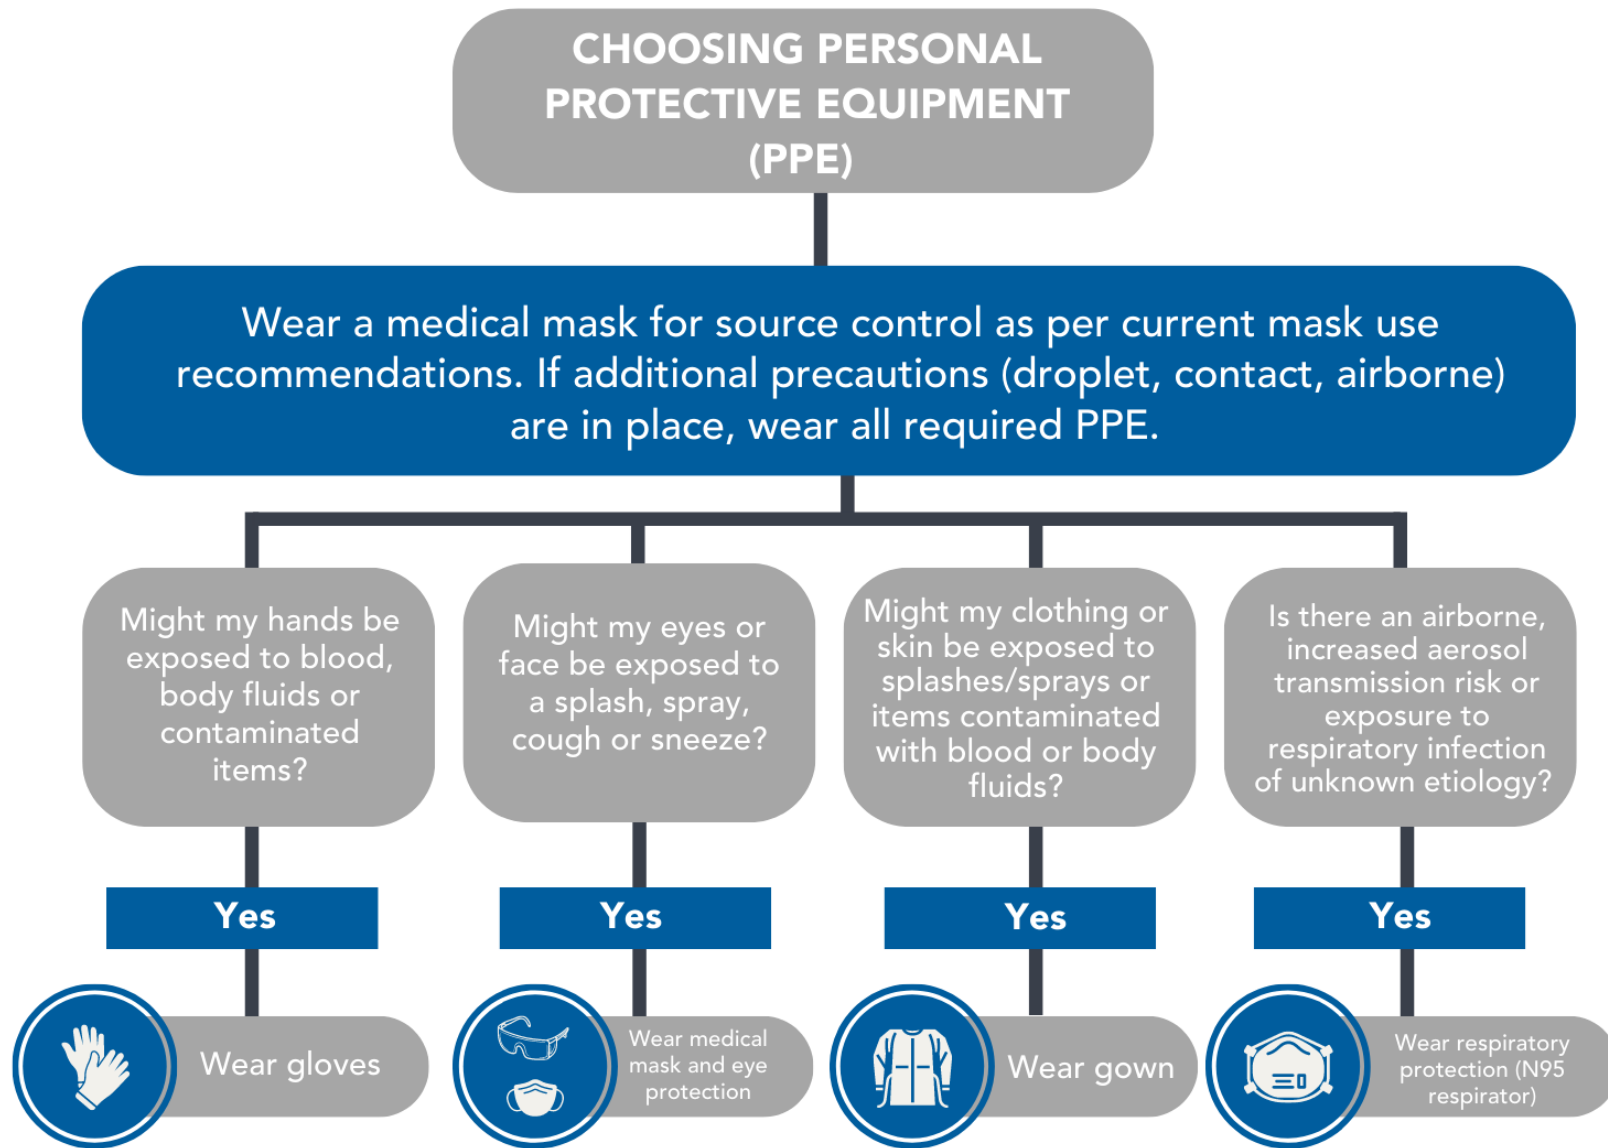 CHOOSING PERSONAL
PROTECTIVE EQUIPMENT
(PPE)
Wear a medical mask for source control as per current mask use
recommendations. If additional precautions (droplet, contact, airborne)
are in place, wear all required PPE.
Might my hands be
exposed to blood,
body fluids or
contaminated
items?
Might my eyes or
face be exposed to
a splash, spray,
cough or sneeze?
Might my clothing or
skin be exposed to
splashes/sprays or
items contaminated
with blood or body
fluids?
Is there an airborne,
increased aerosol
transmission risk or
exposure to
respiratory infection
of unknown etiology?
Yes
Yes
Yes
Yes
Wear gloves
Wear medical
mask and eye
protection
Wear gown
Wear respiratory
protection (N95
respirator)